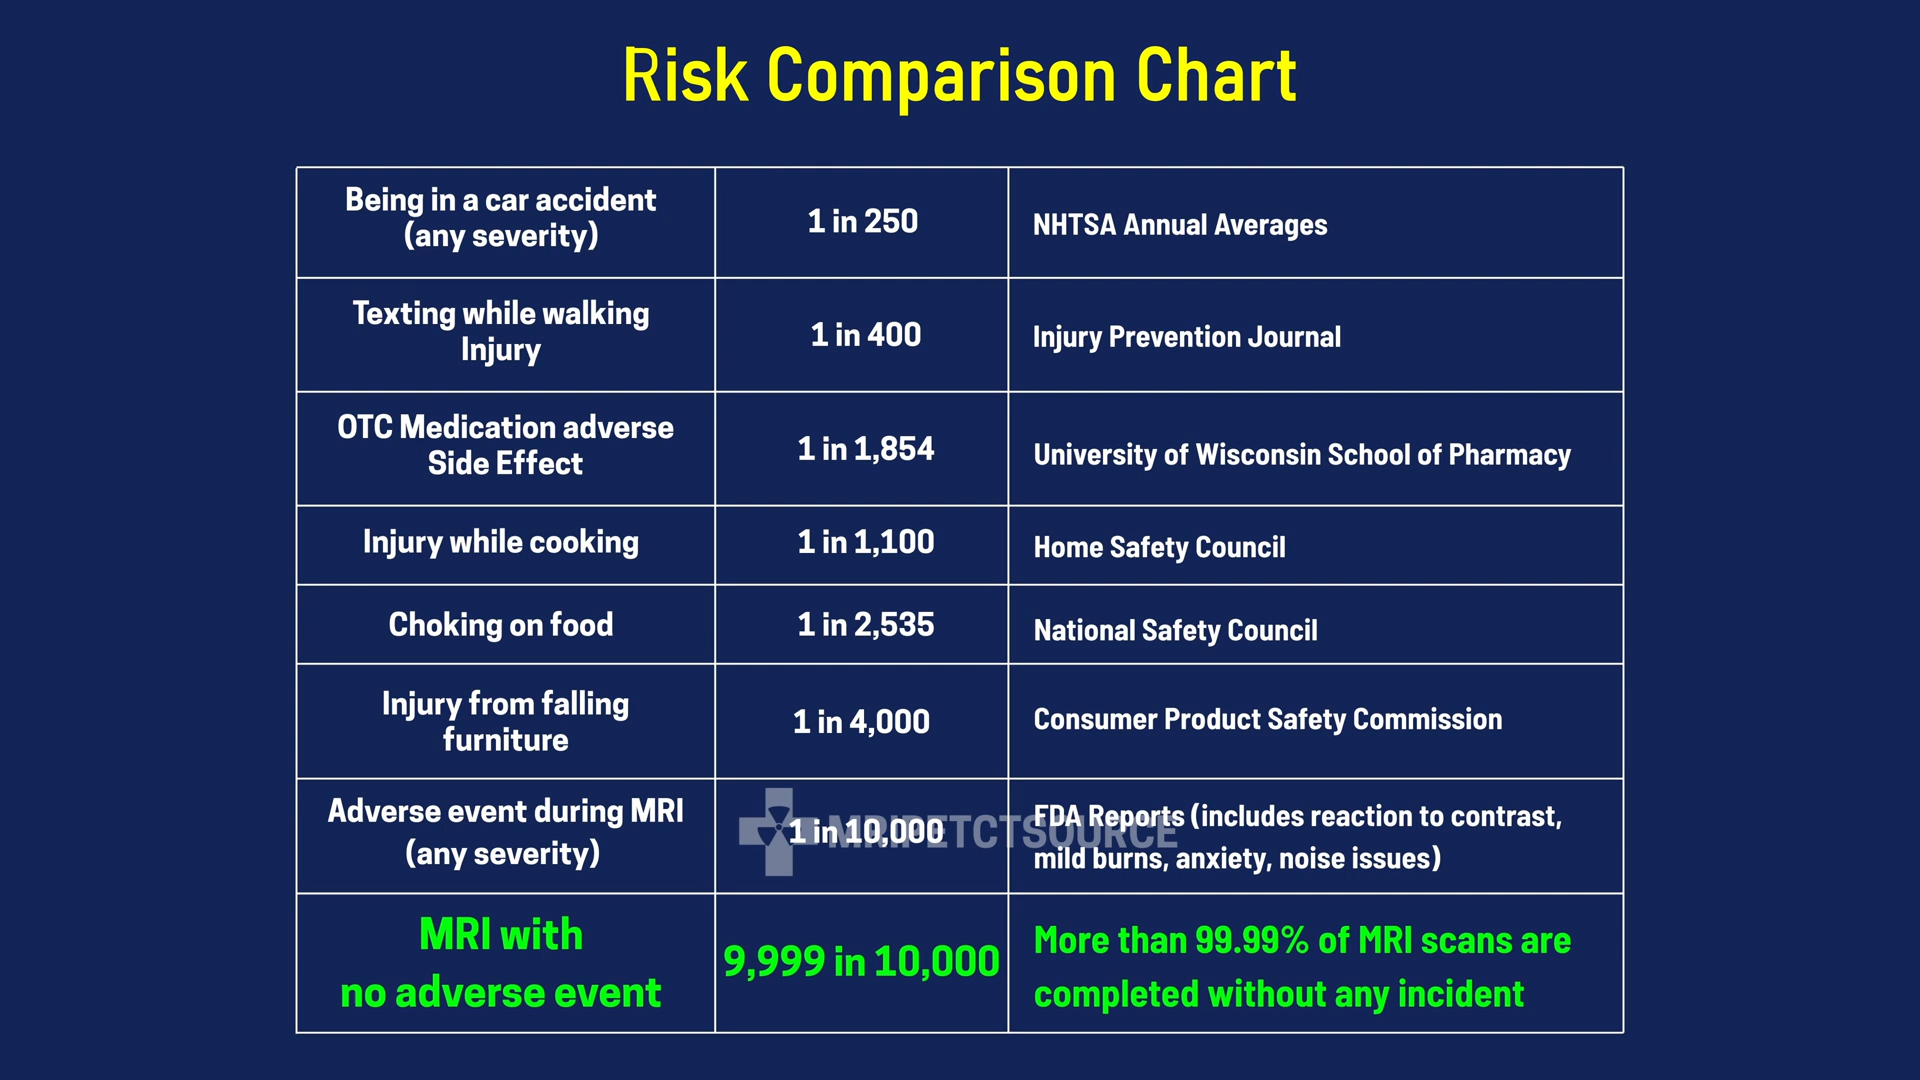 Risk Comparison Chart
Being in a car accident
(any severity)
1 in 250
NHTSA Annual Averages
Texting while walking
Injury
1 in 400
Injury Prevention Journal
OTC Medication adverse
Side Effect
1 in 1,854
University of Wisconsin School of Pharmacy
Injury while cooking
1 in 1,100
Home Safety Council
Choking on food
1 in 2,535
National Safety Council
Injury from falling
furniture
1 in 4,000
Consumer Product Safety Commission
Adverse event during MRI
(any severity)
1 in 10,000
FDA Reports (includes reaction to contrast,
mild burns, anxiety, noise issues)
MRIPETCTSOURCE
MRI with
no adverse event
9,999 in 10,000
More than 99.99% of MRI scans are
completed without any incident